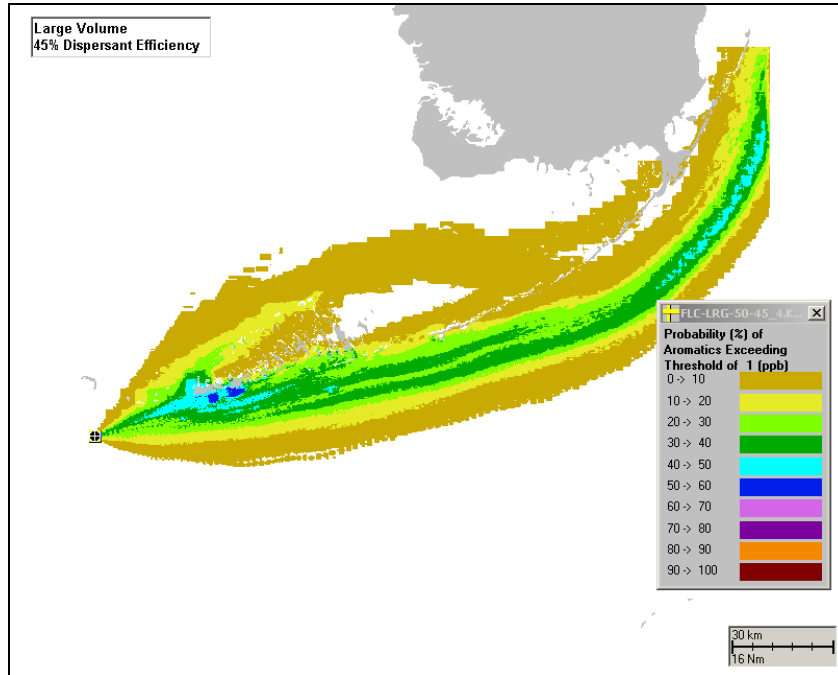 Large Volume
45% Dispersant Efficiency
FLC-LRG-50-45_4.K...
Probability (%) of
Aromatics Exceeding
Threshold of 1 (ppb)
0 -> 10
10 -> 20
20 -> 30
30 -> 40
40 -> 50
50 -> 60
60 -> 70
70 -> 80
80 -> 90
90 -> 100
30 km
16 Nm